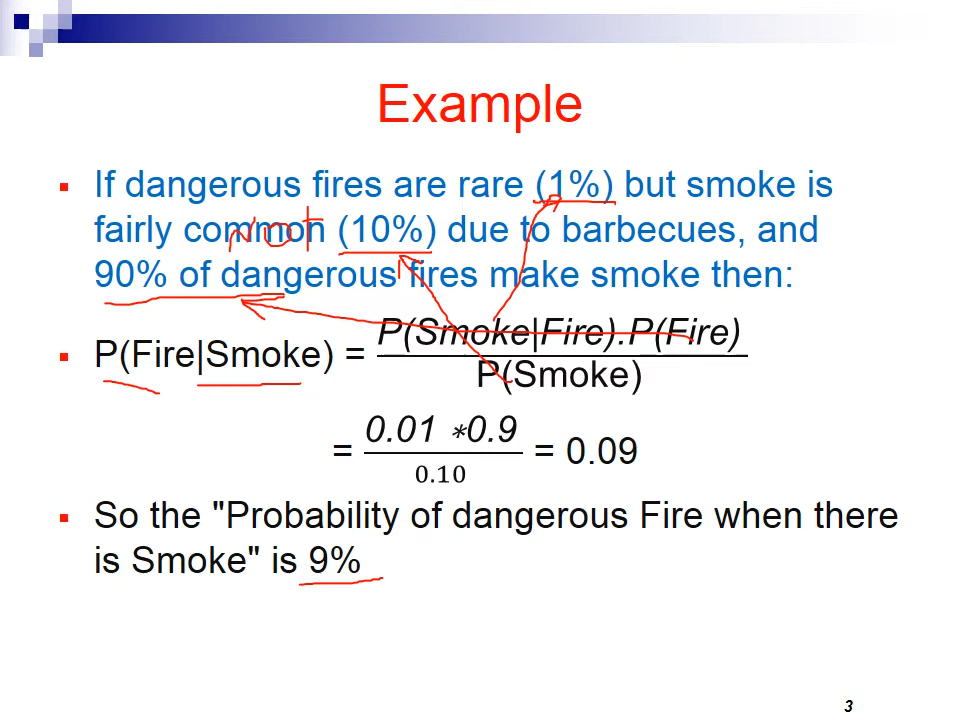 Example
▪ If dangerous fires are rare (1%) but smoke is
fairly common (10%) due to barbecues, and
Not
90% of dangerous fires make smoke then:
▪ P(Fire|Smoke) = P(Smoke|Fire).P(Fire)
P(Smoke)
= 0.01 *0.9 = 0.09
0.10
▪ So the "Probability of dangerous Fire when there
is Smoke" is 9%
3